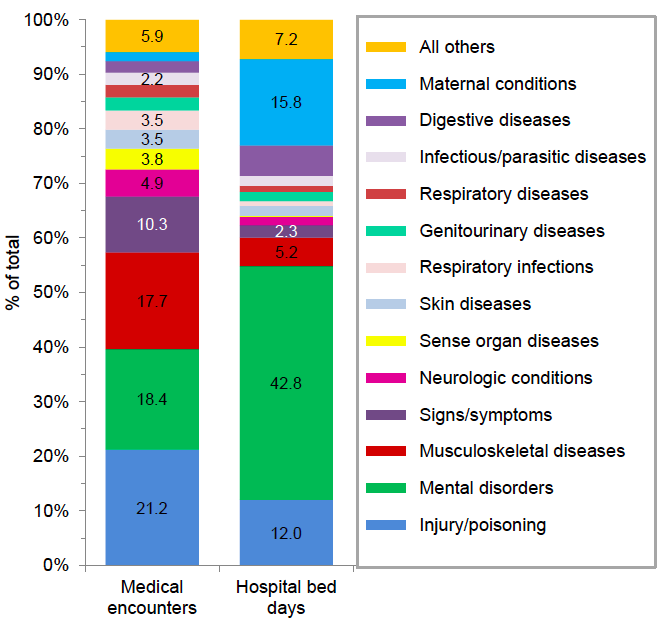 % of total
100%
90%
80%
70%
60%
50%
40%
30%
20%
10%
0%
5.9
2.2
3.5
3.5
3.8
4.9
10.3
17.7
18.4
21.2
7.2
15.8
2.3
5.2
42.8
12.0
Medical
encounters
Hospital bed
days
All others
Maternal conditions
Digestive diseases
Infectious/parasitic diseases
Respiratory diseases
Genitourinary diseases
Respiratory infections
Skin diseases
Sense organ diseases
Neurologic conditions
Signs/symptoms
Musculoskeletal diseases
Mental disorders
Injury/poisoning